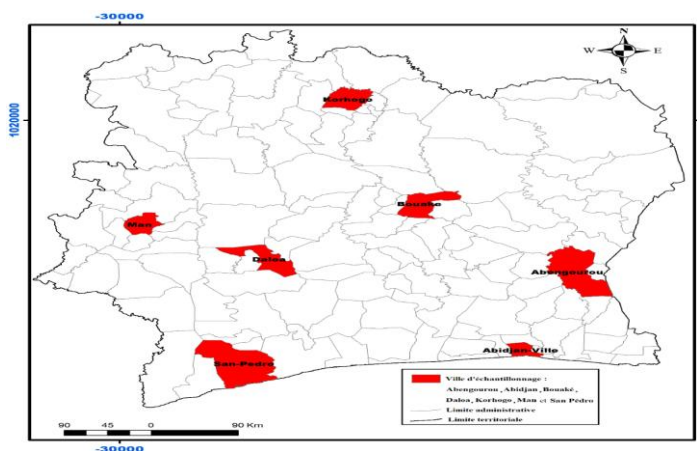 -30000
N
W E
S
1020000
Korhogo
Bouake
Man
Daloa
Abengourou
San-Pedro
Abidjan-Ville
Ville d'échantillonnage :
Abengourou, Abidjan, Bouaké,
Daloa, Korhogo, Man et San Pédro
Limite administrative
Limite territoriale
90 45 0 90 Km
-30000